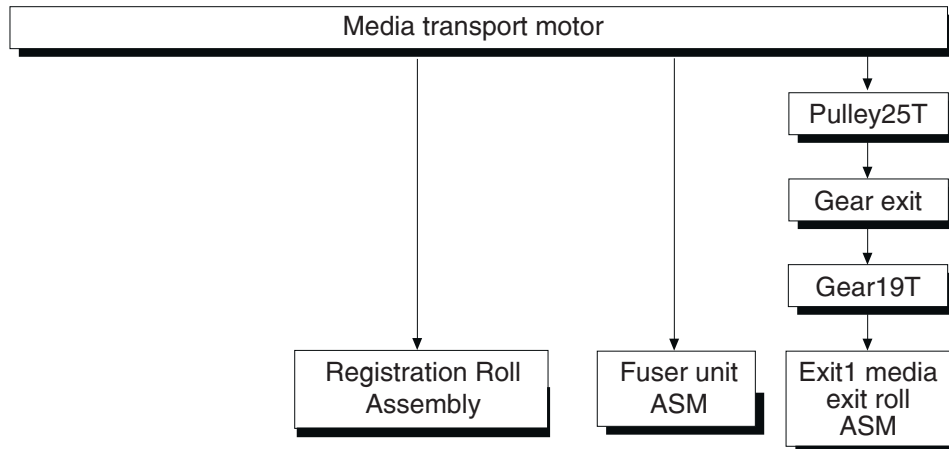 Media transport motor
Pulley25T
Gear exit
Gear19T
Registration Roll
Assembly
Fuser unit
ASM
Exit1 media
exit roll
ASM